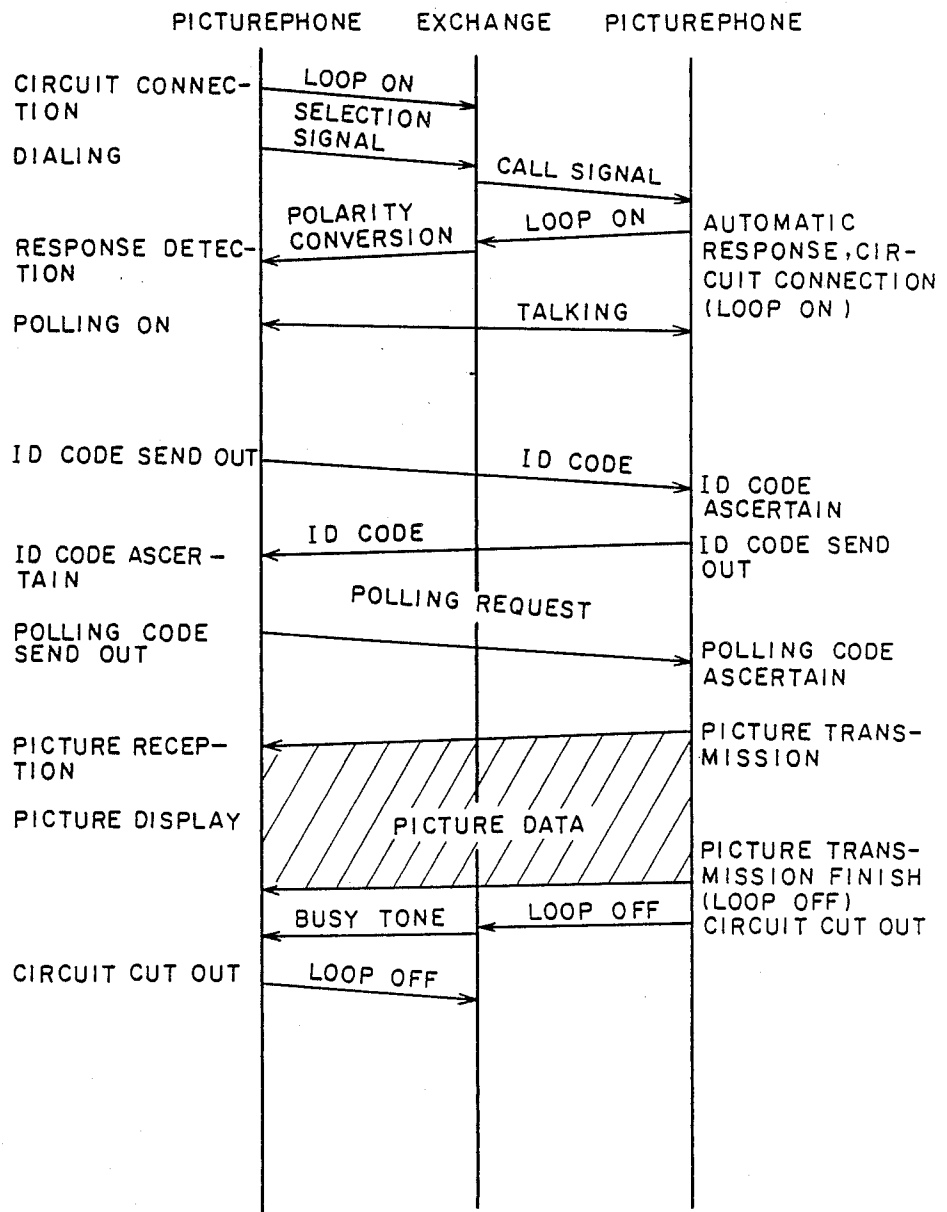 PICTUREPHONE EXCHANGE PICTUREPHONE
CIRCUIT CONNEC-
TION
LOOP ON
SELECTION
SIGNAL
DIALING
CALL SIGNAL
POLARITY
CONVERSION
LOOP ON
AUTOMATIC
RESPONSE, CIR-
CUIT CONNECTION
(LOOP ON)
RESPONSE DETEC-
TION
POLLING ON
TALKING
ID CODE SEND OUT
ID CODE
ID CODE
ASCERTAIN
ID CODE
ID CODE SEND
OUT
ID CODE ASCER-
TAIN
POLLING REQUEST
POLLING CODE
SEND OUT
POLLING CODE
ASCERTAIN
PICTURE RECEP-
TION
PICTURE TRANS-
MISSION
PICTURE DISPLAY
PICTURE DATA
PICTURE TRANS-
MISSION FINISH
(LOOP OFF)
CIRCUIT CUT OUT
BUSY TONE
LOOP OFF
CIRCUIT CUT OUT
LOOP OFF